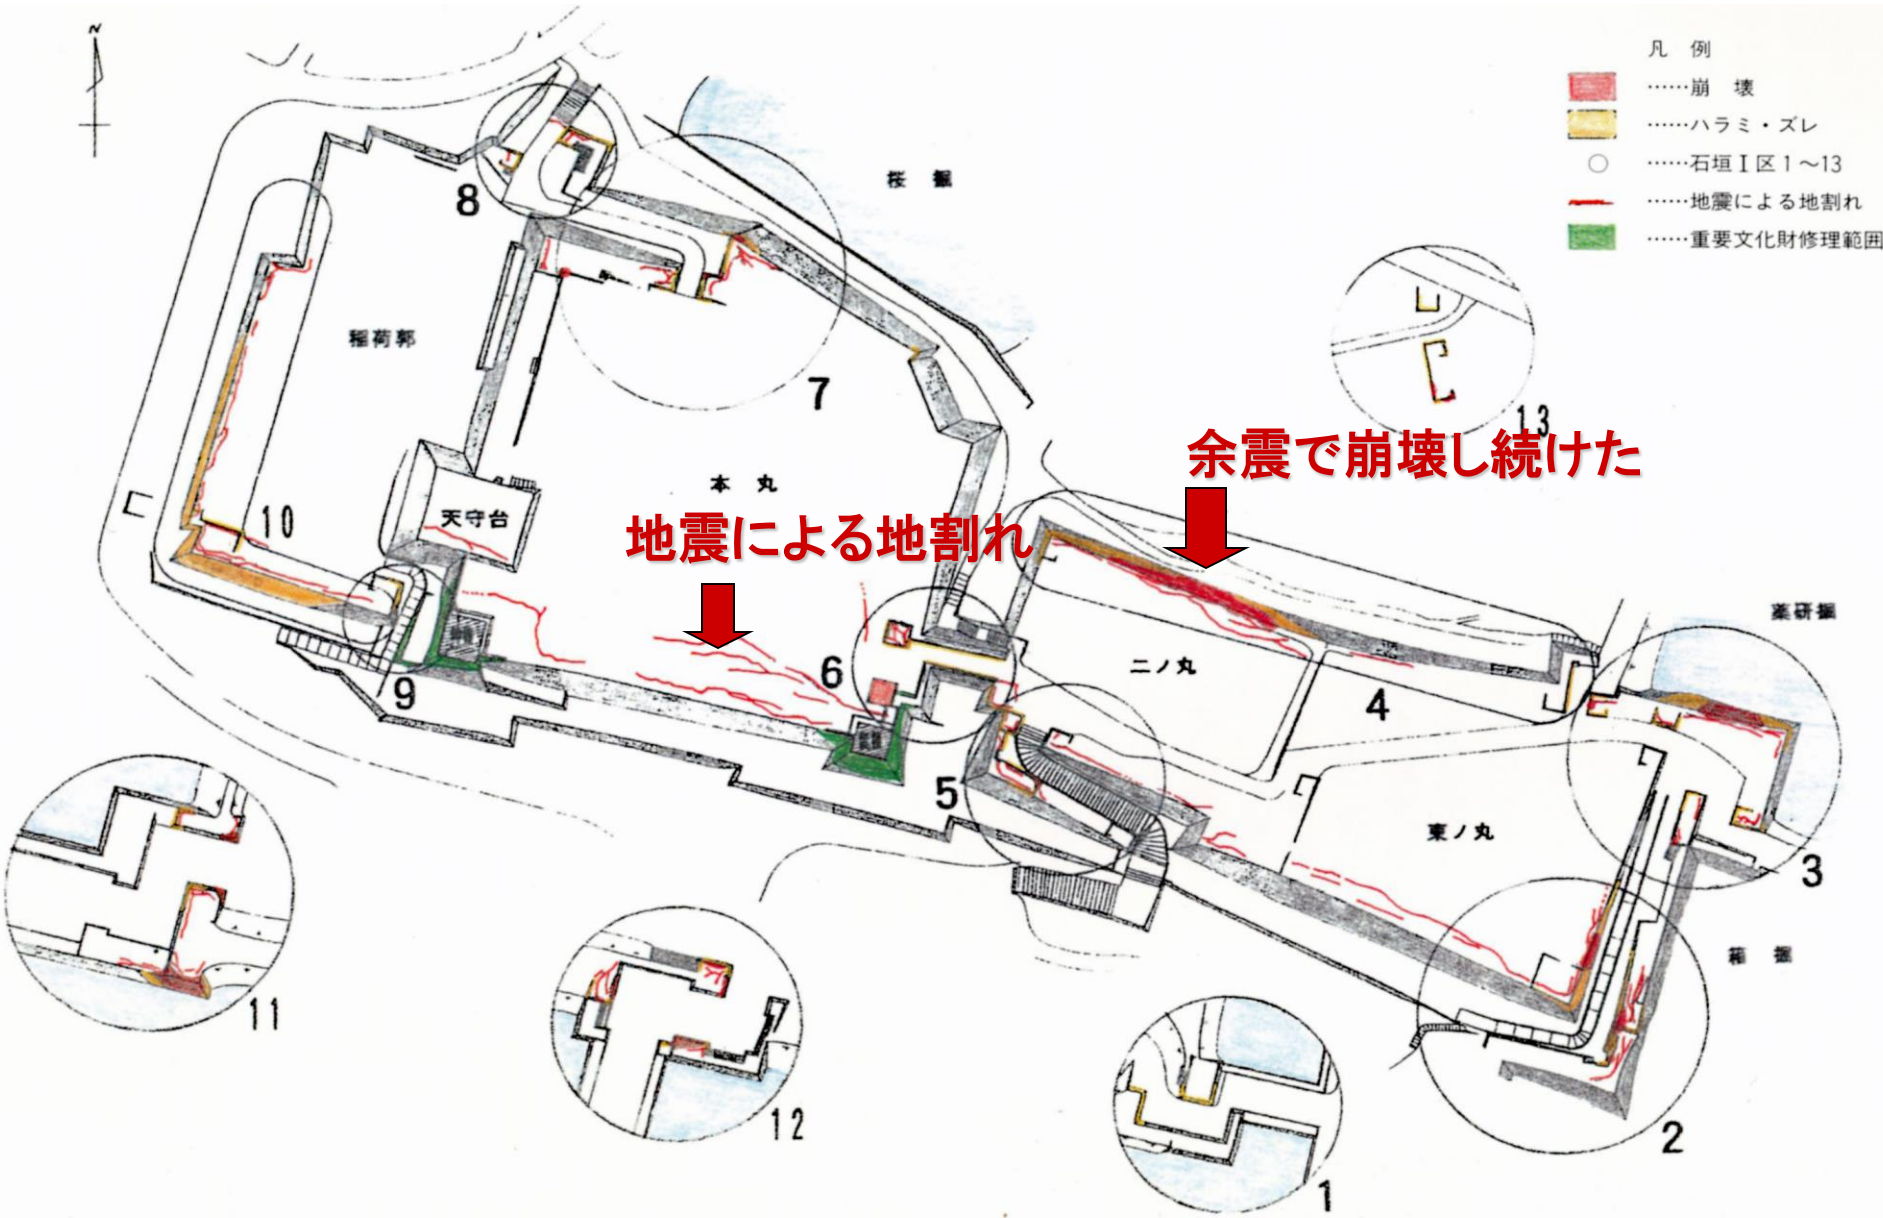 N
凡 例
……崩 壊
……ハラミ・ズレ
……石垣Ⅰ区1～13
……地震による地割れ
……重要文化財修理範囲
桜 堀
8
稲荷郭
7
13
余震で崩壊し続けた
本 丸
天守台
10
地震による地割れ
薬研堀
二ノ丸
6
9
4
5
東ノ丸
3
箱 堀
11
12
2
1